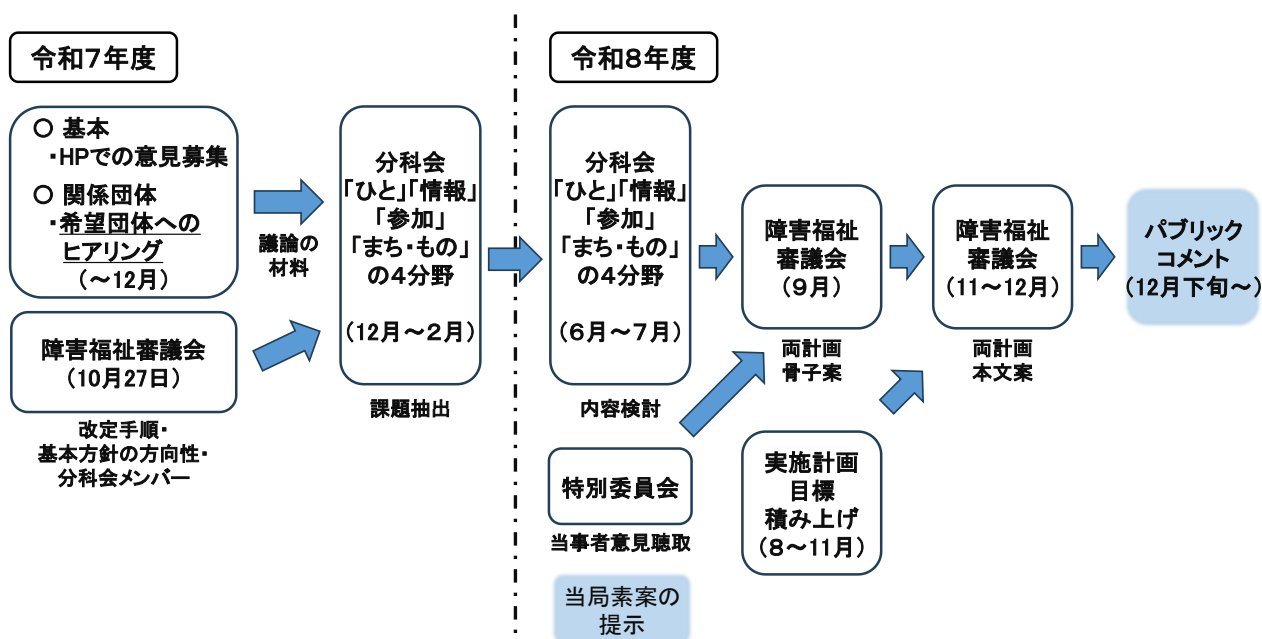 令和7年度
○ 基本
・HPでの意見募集
○ 関係団体
・希望団体への
ヒアリング
(～12月)
議論の
材料
障害福祉審議会
(10月27日)
改定手順・
基本方針の方向性・
分科会メンバー
分科会
「ひと」「情報」
「参加」
「まち・もの」
の4分野
(12月～2月)
課題抽出
令和8年度
分科会
「ひと」「情報」
「参加」
「まち・もの」
の4分野
(6月～7月)
内容検討
特別委員会
当事者意見聴取
当局素案の
提示
障害福祉
審議会
(9月)
両計画
骨子案
実施計画
目標
積み上げ
(8～11月)
障害福祉
審議会
(11～12月)
両計画
本文案
パブリック
コメント
(12月下旬～)